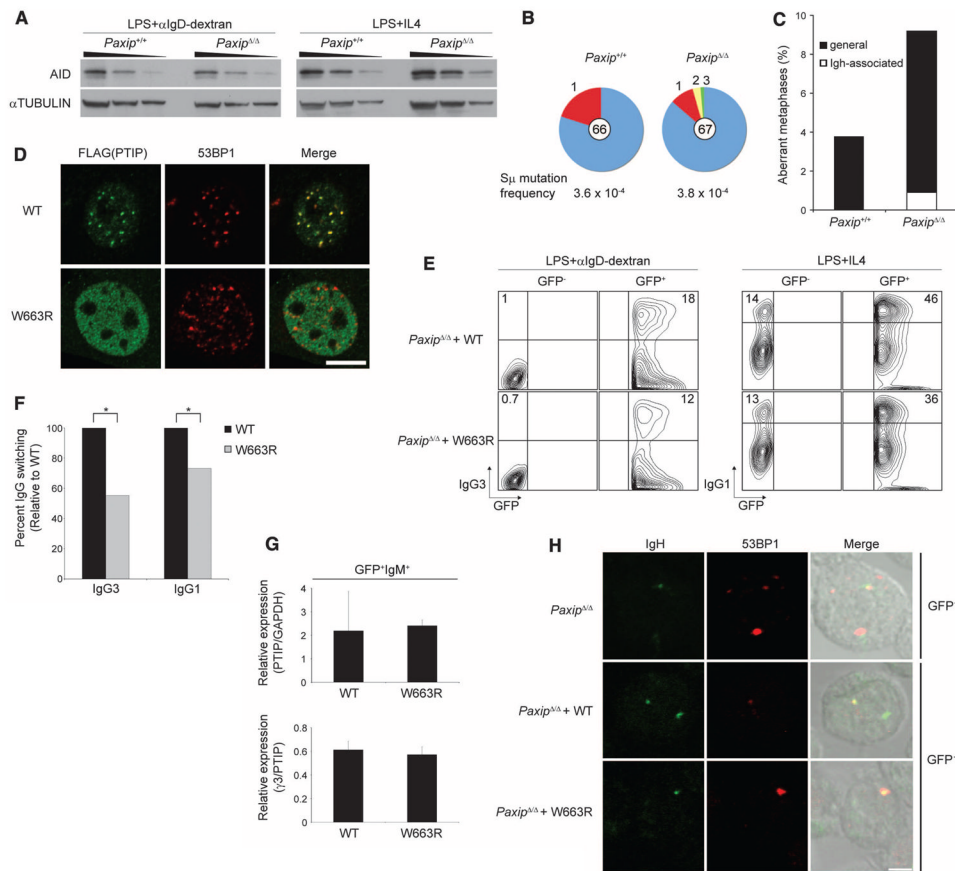 A
LPS+αIgD-dextran
LPS+IL4
Paxip+/+
PaxipΔ/Δ
Paxip+/+
PaxipΔ/Δ
AID
αTUBULIN
B
Paxip+/+
PaxipΔ/Δ
1
1
2
3
66
67
Sμ mutation
frequency
3.6 x 10-4
3.8 x 10-4
C
Aberrant metaphases (%)
10
8
6
4
2
0
general
Igh-associated
Paxip+/+
PaxipΔ/Δ
D
FLAG(PTIP)
53BP1
Merge
WT
W663R
E
LPS+αIgD-dextran
LPS+IL4
GFP-
GFP+
GFP-
GFP+
PaxipΔ/Δ + WT
1
18
14
46
PaxipΔ/Δ + W663R
0.7
12
13
36
IgG3
GFP
IgG1
GFP
F
Percent IgG switching
(Relative to WT)
100
80
60
40
20
0
*
*
WT
W663R
IgG3
IgG1
G
GFP+IgM+
Relative expression
(PTIP/GAPDH)
4
3
2
1
0
WT
W663R
Relative expression
(γ3/PTIP)
0.8
0.6
0.4
0.2
0
WT
W663R
H
IgH
53BP1
Merge
PaxipΔ/Δ
PaxipΔ/Δ + WT
PaxipΔ/Δ + W663R